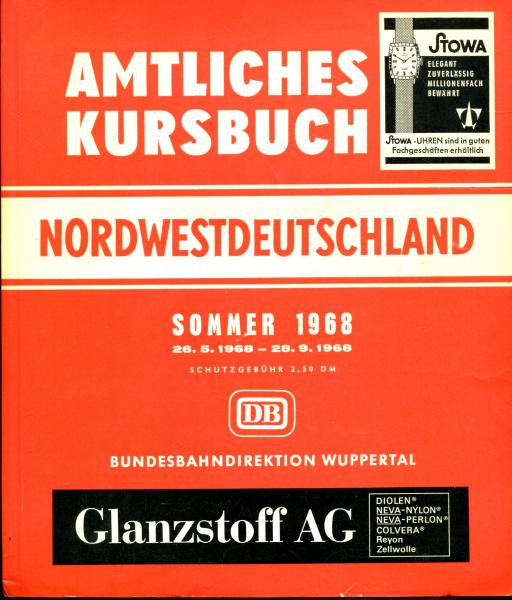 AMTLICHES
KURSBUCH
STOWA
ELEGANT
ZUVERLÄSSIG
MILLIONENFACH
BEWÄHRT
STOWA-UHREN sind in guten
Fachgeschäften erhältlich
NORDWESTDEUTSCHLAND
SOMMER 1968
26.5.1968 – 28.9.1968
SCHUTZGEBÜHR 2,50 DM
DB
BUNDESBAHNDIREKTION WUPPERTAL
Glanzstoff AG
DIOLEN®
NEVA-NYLON®
NEVA-PERLON®
COLVERA®
Reyon
Zellwolle